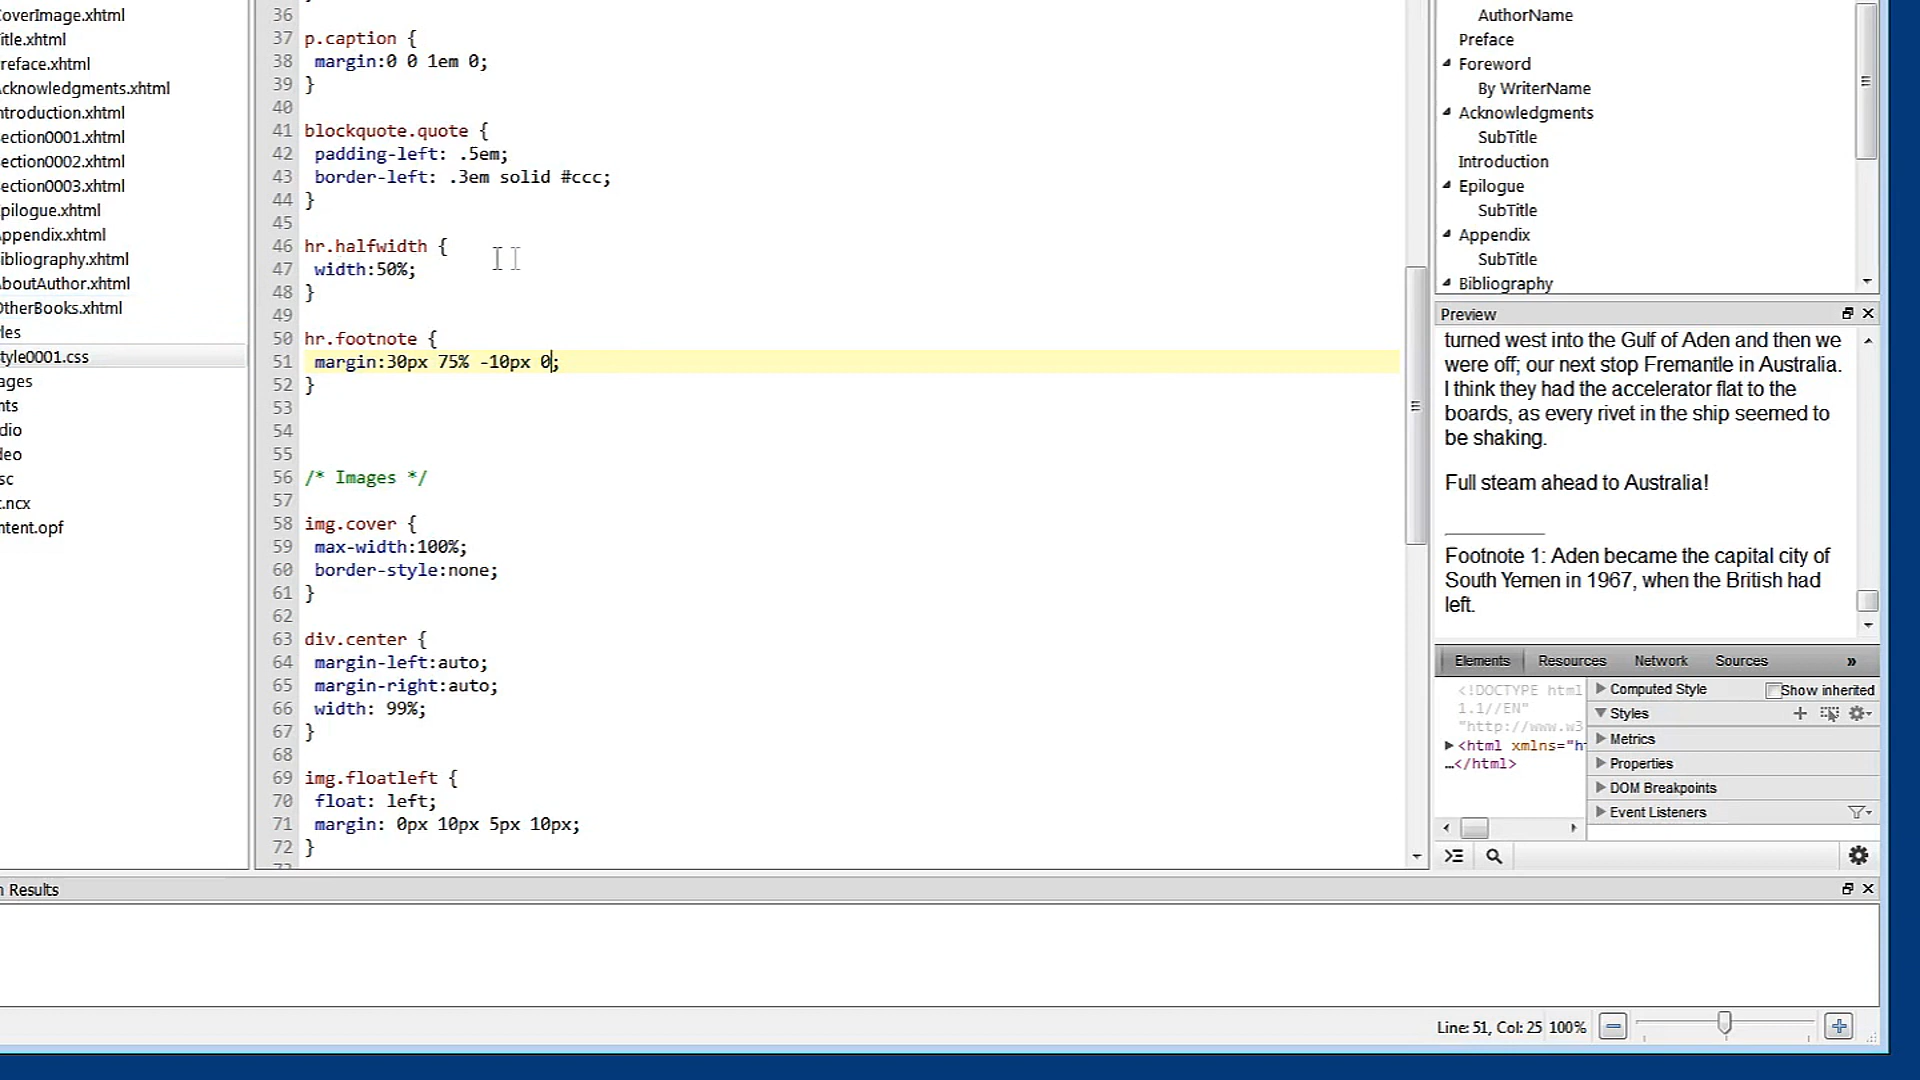 CoverImage.xhtml
Title.xhtml
Preface.xhtml
Acknowledgments.xhtml
ntroduction.xhtml
ection0001.xhtml
ection0002.xhtml
ection0003.xhtml
pilogue.xhtml
Appendix.xhtml
ibliography.xhtml
AboutAuthor.xhtml
OtherBooks.xhtml
les
tyle0001.css
ages
nts
dio
deo
sc
.ncx
ntent.opf
36
37 p.caption {
38 margin:0 0 1em 0;
39 }
40
41 blockquote.quote {
42 padding-left: .5em;
43 border-left: .3em solid #ccc;
44 }
45
46 hr.halfwidth {
47 width:50%;
48 }
49
50 hr.footnote {
51 margin:30px 75% -10px 0;
52 }
53
54
55
56 /* Images */
57
58 img.cover {
59 max-width:100%;
60 border-style:none;
61 }
62
63 div.center {
64 margin-left:auto;
65 margin-right:auto;
66 width: 99%;
67 }
68
69 img.floatleft {
70 float: left;
71 margin: 0px 10px 5px 10px;
72 }
AuthorName
Preface
Foreword
By WriterName
Acknowledgments
SubTitle
Introduction
Epilogue
SubTitle
Appendix
SubTitle
Bibliography
Preview
turned west into the Gulf of Aden and then we
were off; our next stop Fremantle in Australia.
I think they had the accelerator flat to the
boards, as every rivet in the ship seemed to
be shaking.
Full steam ahead to Australia!
Footnote 1: Aden became the capital city of
South Yemen in 1967, when the British had
left.
Elements Resources Network Sources »
<!DOCTYPE html
1.1//EN"
"http://www.w3
<html xmlns="h
…</html>
Computed Style Show inherited
Styles
Metrics
Properties
DOM Breakpoints
Event Listeners
n Results
Line: 51, Col: 25 100%